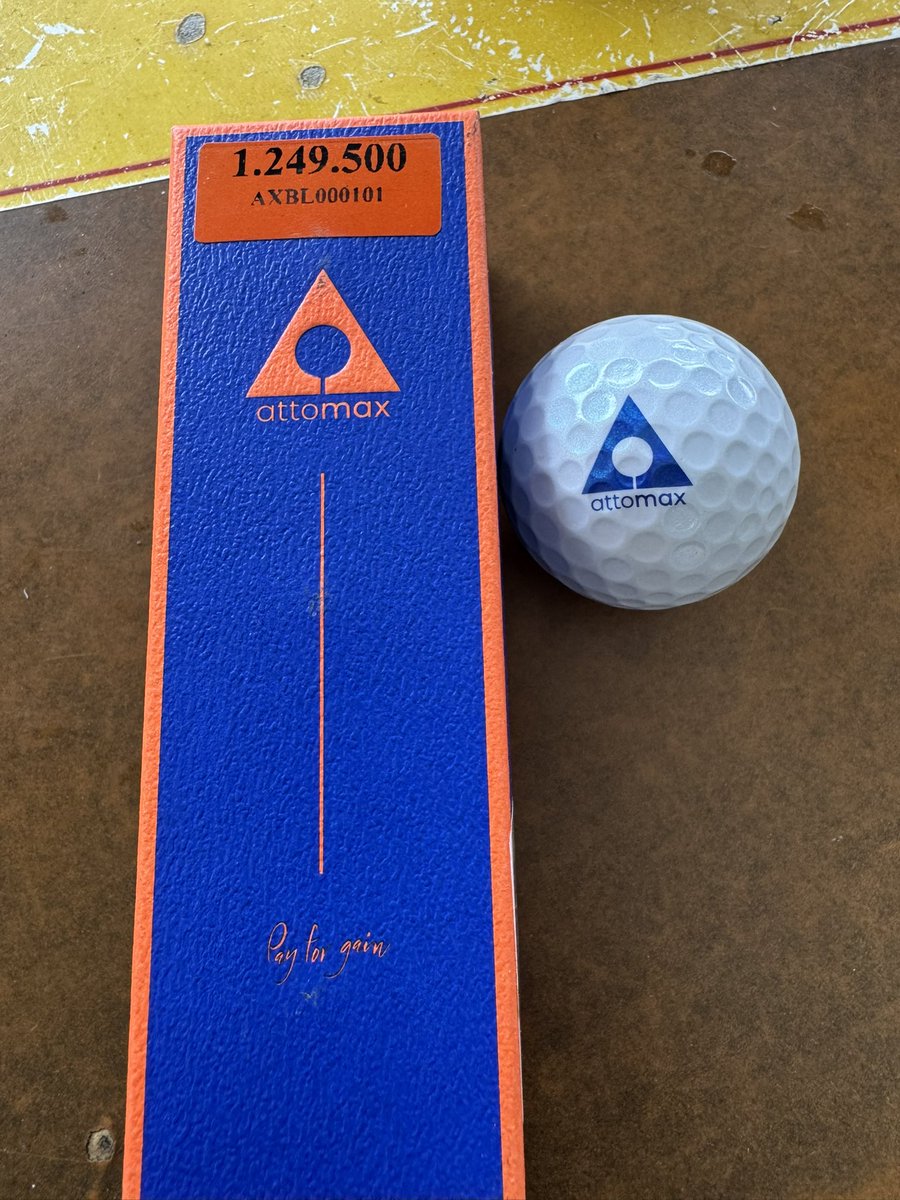 1.249.500
AXBL000101
attomax
Pay for gain
attomax